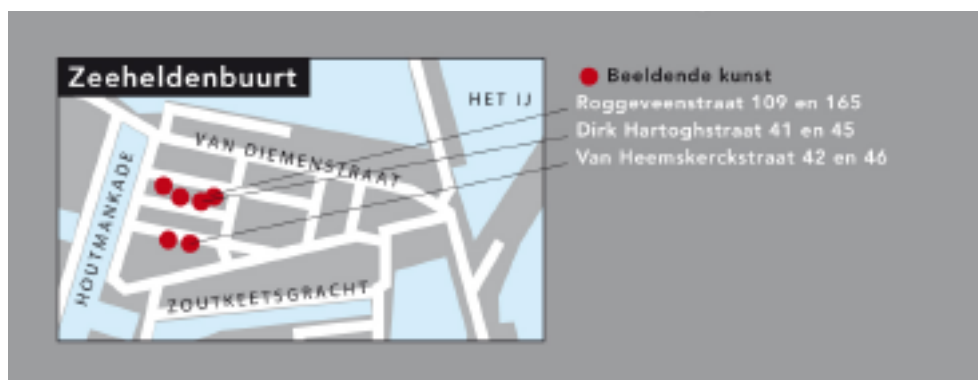 Zeeheldenbuurt
HET IJ
VAN DIEMENSTRAAT
HOUTMANKADE
ZOUTKEETSGRACHT
Beeldende kunst
Roggeveenstraat 109 en 165
Dirk Hartoghstraat 41 en 45
Van Heemskerckstraat 42 en 46